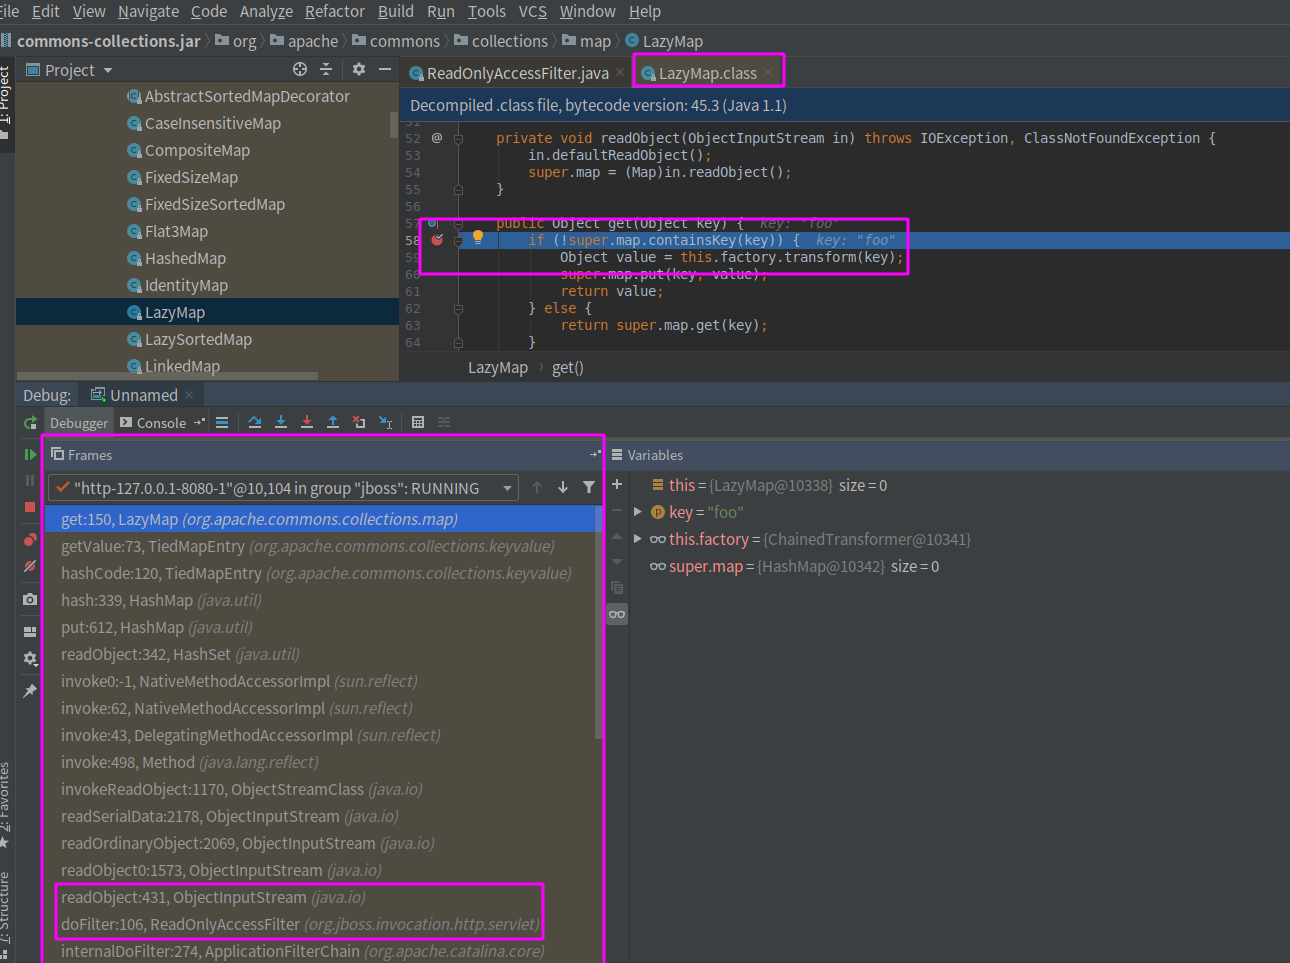 File Edit View Navigate Code Analyze Refactor Build Run Tools VCS Window Help
commons-collections.jar org apache commons collections map LazyMap
1: Project
Project
ReadOnlyAccessFilter.java LazyMap.class
Decompiled .class file, bytecode version: 45.3 (Java 1.1)
AbstractSortedMapDecorator
CaseInsensitiveMap
CompositeMap
FixedSizeMap
FixedSizeSortedMap
Flat3Map
HashedMap
IdentityMap
LazyMap
LazySortedMap
LinkedMap
51
52 @ private void readObject(ObjectInputStream in) throws IOException, ClassNotFoundException {
53 in.defaultReadObject();
54 super.map = (Map)in.readObject();
55 }
56
57 public Object get(Object key) { key: "foo"
58 if (!super.map.containsKey(key)) { key: "foo"
59 Object value = this.factory.transform(key);
60 super.map.put(key, value);
61 return value;
62 } else {
63 return super.map.get(key);
64 }
LazyMap get()
Debug: Unnamed
Debugger Console
Frames
"http-127.0.0.1-8080-1"@10,104 in group "jboss": RUNNING
get:150, LazyMap (org.apache.commons.collections.map)
getValue:73, TiedMapEntry (org.apache.commons.collections.keyvalue)
hashCode:120, TiedMapEntry (org.apache.commons.collections.keyvalue)
hash:339, HashMap (java.util)
put:612, HashMap (java.util)
readObject:342, HashSet (java.util)
invoke0:-1, NativeMethodAccessorImpl (sun.reflect)
invoke:62, NativeMethodAccessorImpl (sun.reflect)
invoke:43, DelegatingMethodAccessorImpl (sun.reflect)
invoke:498, Method (java.lang.reflect)
invokeReadObject:1170, ObjectStreamClass (java.io)
readSerialData:2178, ObjectInputStream (java.io)
readOrdinaryObject:2069, ObjectInputStream (java.io)
readObject0:1573, ObjectInputStream (java.io)
readObject:431, ObjectInputStream (java.io)
doFilter:106, ReadOnlyAccessFilter (org.jboss.invocation.http.servlet)
internalDoFilter:274, ApplicationFilterChain (org.apache.catalina.core)
Variables
this = {LazyMap@10338} size = 0
key = "foo"
this.factory = {ChainedTransformer@10341}
super.map = {HashMap@10342} size = 0
2: Favorites
7: Structure